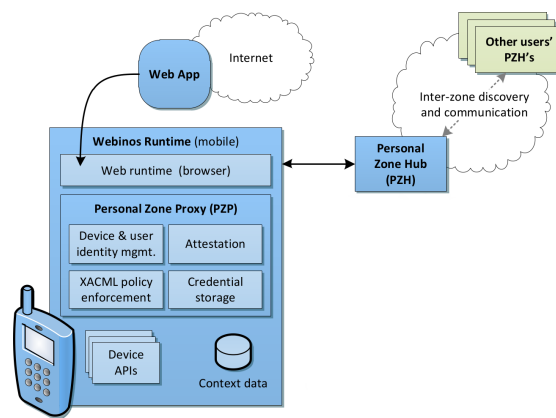 Web App
Internet
Other users'
PZH's
Inter-zone discovery
and communication
Webinos Runtime (mobile)
Web runtime (browser)
Personal
Zone Hub
(PZH)
Personal Zone Proxy (PZP)
Device & user
identity mgmt.
Attestation
XACML policy
enforcement
Credential
storage
Device
APIs
Context data